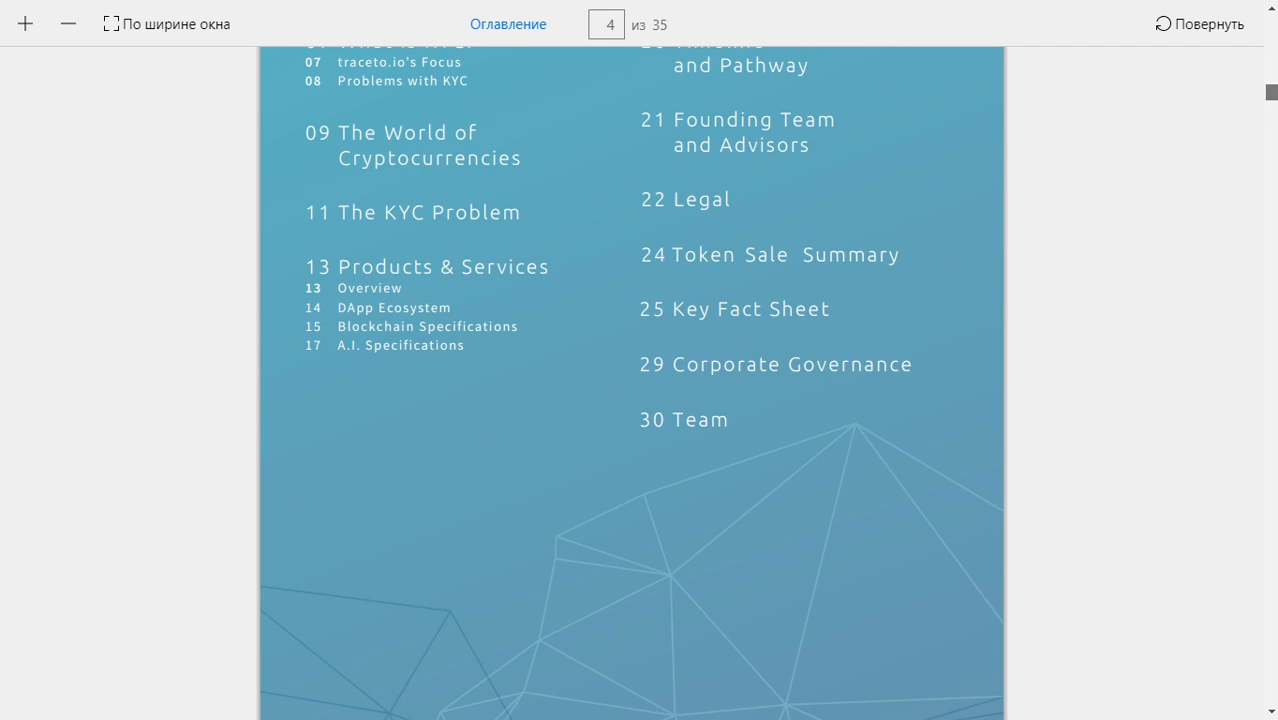 По ширине окна
Оглавление
4 из 35
Повернуть
07 traceto.io's Focus
08 Problems with KYC
09 The World of
Cryptocurrencies
11 The KYC Problem
13 Products & Services
13 Overview
14 DApp Ecosystem
15 Blockchain Specifications
17 A.I. Specifications
and Pathway
21 Founding Team
and Advisors
22 Legal
24 Token Sale Summary
25 Key Fact Sheet
29 Corporate Governance
30 Team